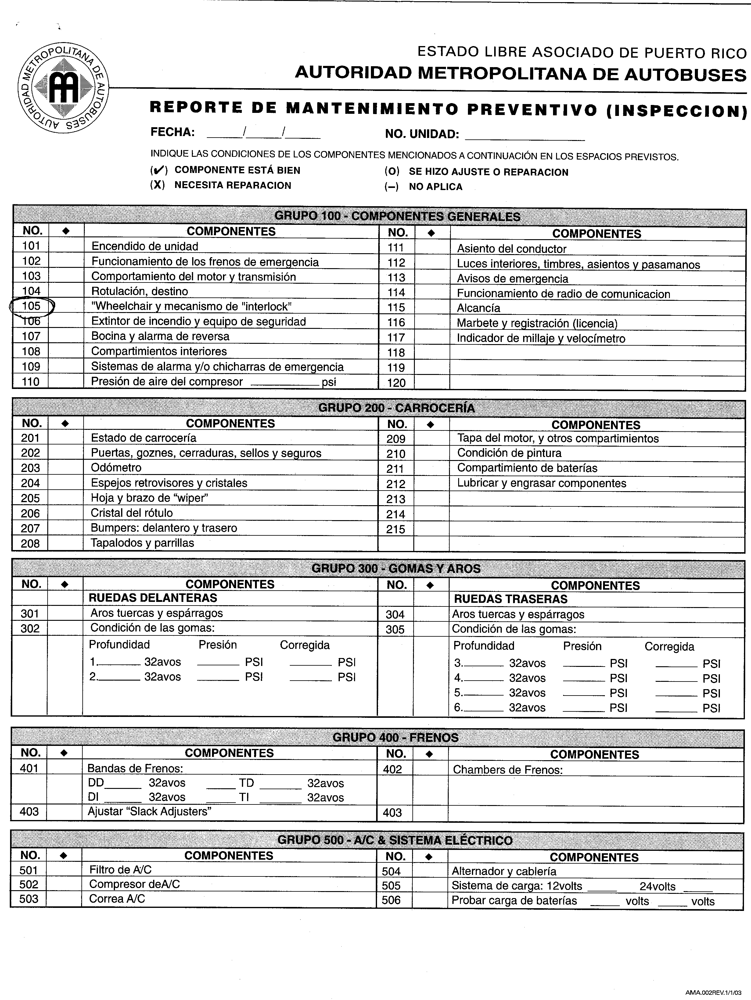 AUTORIDAD METROPOLITANA DE AUTOBUSES
ESTADO LIBRE ASOCIADO DE PUERTO RICO
AUTORIDAD METROPOLITANA DE AUTOBUSES
REPORTE DE MANTENIMIENTO PREVENTIVO (INSPECCION)
FECHA: _____/_____/_____ NO. UNIDAD: _______________
INDIQUE LAS CONDICIONES DE LOS COMPONENTES MENCIONADOS A CONTINUACIÓN EN LOS ESPACIOS PREVISTOS.
(✔) COMPONENTE ESTÁ BIEN (O) SE HIZO AJUSTE O REPARACION
(X) NECESITA REPARACION (–) NO APLICA
GRUPO 100 - COMPONENTES GENERALES
NO. ◆ COMPONENTES NO. ◆ COMPONENTES
101 Encendido de unidad 111 Asiento del conductor
102 Funcionamiento de los frenos de emergencia 112 Luces interiores, timbres, asientos y pasamanos
103 Comportamiento del motor y transmisión 113 Avisos de emergencia
104 Rotulación, destino 114 Funcionamiento de radio de comunicacion
105 "Wheelchair y mecanismo de "interlock" 115 Alcancía
106 Extintor de incendio y equipo de seguridad 116 Marbete y registración (licencia)
107 Bocina y alarma de reversa 117 Indicador de millaje y velocímetro
108 Compartimientos interiores 118
109 Sistemas de alarma y/o chicharras de emergencia 119
110 Presión de aire del compresor __________ psi 120
GRUPO 200 - CARROCERÍA
NO. ◆ COMPONENTES NO. ◆ COMPONENTES
201 Estado de carrocería 209 Tapa del motor, y otros compartimientos
202 Puertas, goznes, cerraduras, sellos y seguros 210 Condición de pintura
203 Odómetro 211 Compartimiento de baterías
204 Espejos retrovisores y cristales 212 Lubricar y engrasar componentes
205 Hoja y brazo de “wiper” 213
206 Cristal del rótulo 214
207 Bumpers: delantero y trasero 215
208 Tapalodos y parrillas
GRUPO 300 - GOMAS Y AROS
NO. ◆ COMPONENTES NO. ◆ COMPONENTES
RUEDAS DELANTERAS RUEDAS TRASERAS
301 Aros tuercas y espárragos 304 Aros tuercas y espárragos
302 Condición de las gomas: 305 Condición de las gomas:
Profundidad Presión Corregida Profundidad Presión Corregida
1.______ 32avos ______ PSI ______ PSI 3.______ 32avos ______ PSI ______ PSI
2.______ 32avos ______ PSI ______ PSI 4.______ 32avos ______ PSI ______ PSI
5.______ 32avos ______ PSI ______ PSI
6.______ 32avos ______ PSI ______ PSI
GRUPO 400 - FRENOS
NO. ◆ COMPONENTES NO. ◆ COMPONENTES
401 Bandas de Frenos: 402 Chambers de Frenos:
DD______ 32avos ____ TD ______ 32avos
DI ______ 32avos ____ TI ______ 32avos
403 Ajustar “Slack Adjusters” 403
GRUPO 500 - A/C & SISTEMA ELÉCTRICO
NO. ◆ COMPONENTES NO. ◆ COMPONENTES
501 Filtro de A/C 504 Alternador y cablería
502 Compresor deA/C 505 Sistema de carga: 12volts ____ 24volts ____
503 Correa A/C 506 Probar carga de baterías ____ volts ____ volts
AMA.002REV.1/1/03